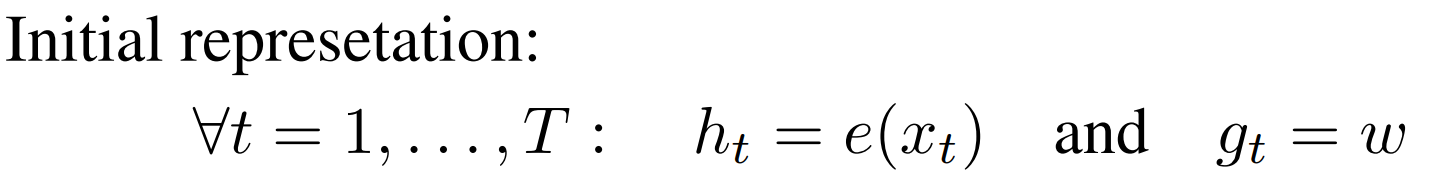 Initial represetation:
∀t = 1, . . . , T :    h_t = e(x_t)    and    g_t = w